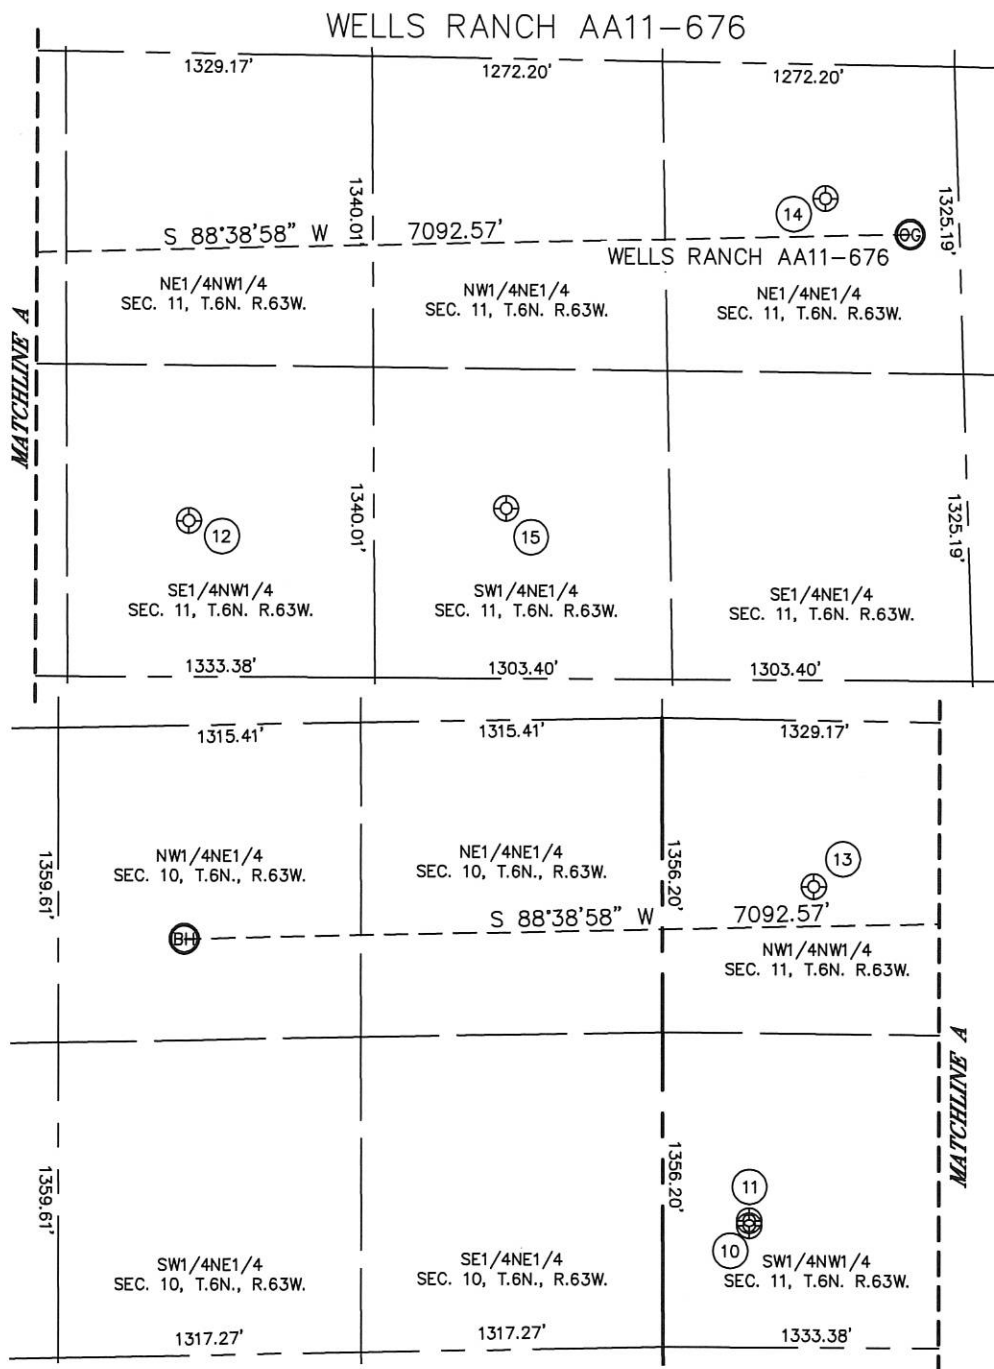 WELLS RANCH AA11-676
1329.17'
1272.20'
1272.20'
1340.01'
1325.19'
14
OG
S 88°38'58" W 7092.57'
WELLS RANCH AA11-676
NE1/4NW1/4
SEC. 11, T.6N. R.63W.
NW1/4NE1/4
SEC. 11, T.6N. R.63W.
NE1/4NE1/4
SEC. 11, T.6N. R.63W.
MATCHLINE A
1340.01'
1325.19'
12
15
SE1/4NW1/4
SEC. 11, T.6N. R.63W.
SW1/4NE1/4
SEC. 11, T.6N. R.63W.
SE1/4NE1/4
SEC. 11, T.6N. R.63W.
1333.38'
1303.40'
1303.40'
1315.41'
1315.41'
1329.17'
1359.61'
NW1/4NE1/4
SEC. 10, T.6N., R.63W.
NE1/4NE1/4
SEC. 10, T.6N., R.63W.
1356.20'
13
S 88°38'58" W 7092.57'
BH
NW1/4NW1/4
SEC. 11, T.6N. R.63W.
MATCHLINE A
1359.61'
1356.20'
11
10
SW1/4NE1/4
SEC. 10, T.6N., R.63W.
SE1/4NE1/4
SEC. 10, T.6N., R.63W.
SW1/4NW1/4
SEC. 11, T.6N. R.63W.
1317.27'
1317.27'
1333.38'